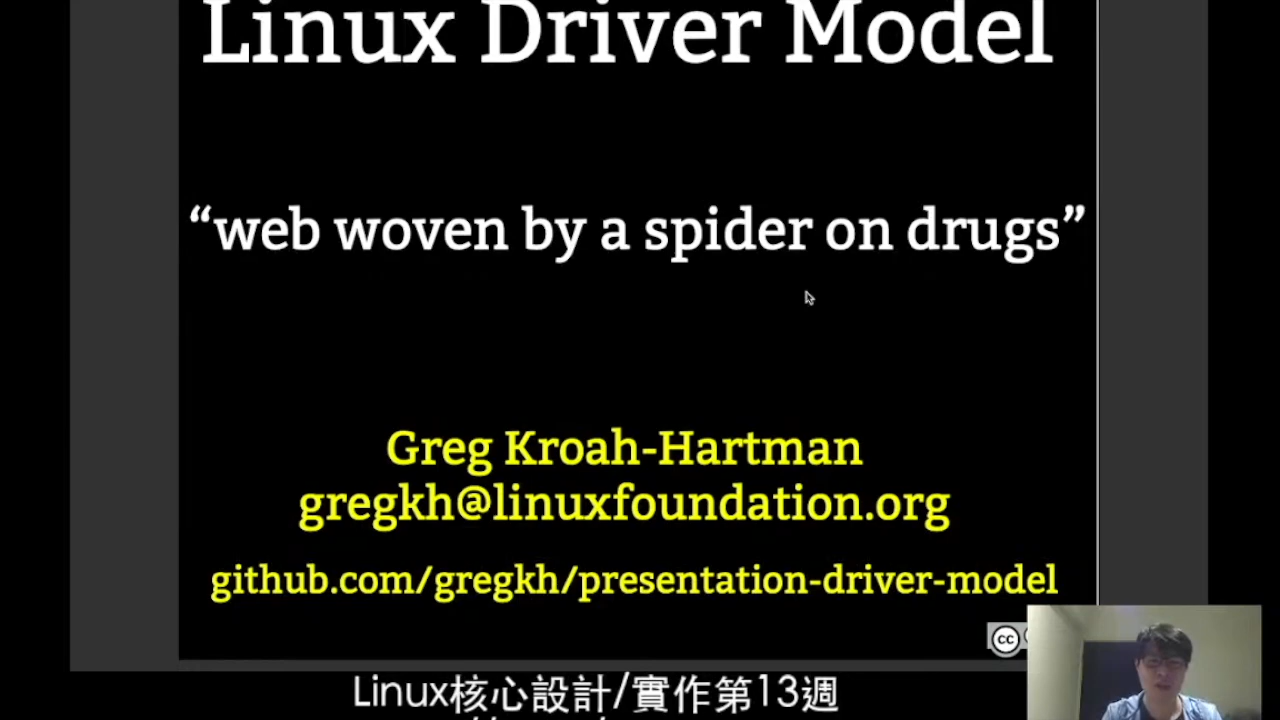 Linux Driver Model
“web woven by a spider on drugs”
Greg Kroah-Hartman
gregkh@linuxfoundation.org
github.com/gregkh/presentation-driver-model
cc
Linux核心設計/實作第13週